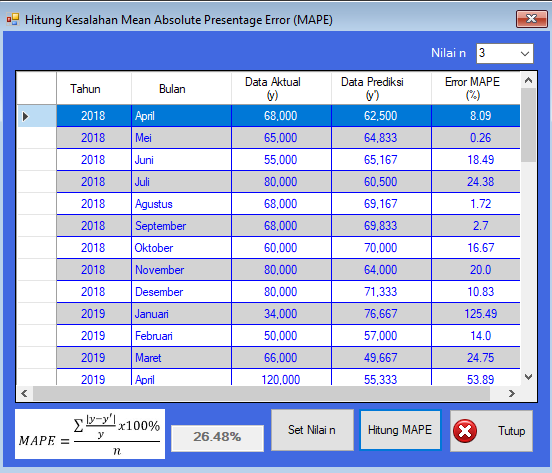 Hitung Kesalahan Mean Absolute Presentage Error (MAPE)
Nilai n 3
Tahun Bulan Data Aktual (y) Data Prediksi (y') Error MAPE (%)
2018 April 68,000 62,500 8.09
2018 Mei 65,000 64,833 0.26
2018 Juni 55,000 65,167 18.49
2018 Juli 80,000 60,500 24.38
2018 Agustus 68,000 69,167 1.72
2018 September 68,000 69,833 2.7
2018 Oktober 60,000 70,000 16.67
2018 November 80,000 64,000 20.0
2018 Desember 80,000 71,333 10.83
2019 Januari 34,000 76,667 125.49
2019 Februari 50,000 57,000 14.0
2019 Maret 66,000 49,667 24.75
2019 April 120,000 55,333 53.89
MAPE = ∑ |y−y'| / y x100% / n
26.48%
Set Nilai n
Hitung MAPE
Tutup